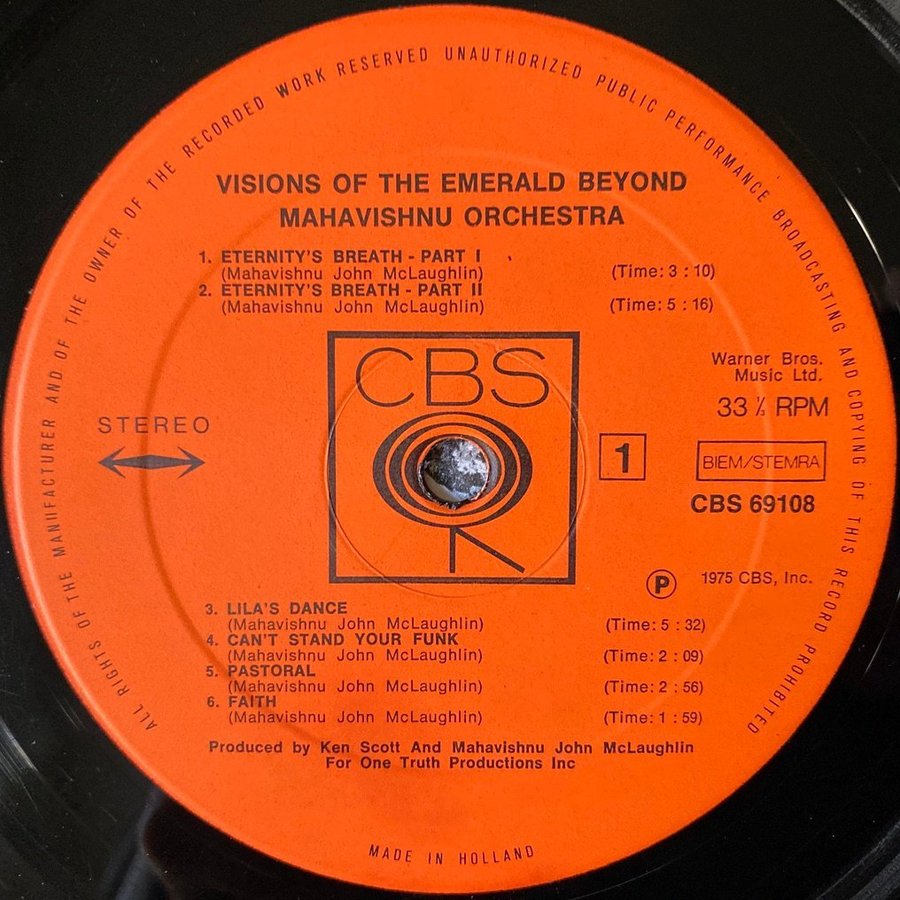 ALL RIGHTS OF THE MANUFACTURER AND OF THE OWNER OF THE RECORDED WORK RESERVED UNAUTHORIZED PUBLIC PERFORMANCE BROADCASTING AND COPYING OF THIS RECORD PROHIBITED
VISIONS OF THE EMERALD BEYOND
MAHAVISHNU ORCHESTRA
1. ETERNITY'S BREATH - PART I
(Mahavishnu John McLaughlin) (Time: 3 : 10)
2. ETERNITY'S BREATH - PART II
(Mahavishnu John McLaughlin) (Time: 5 : 16)
CBS
Warner Bros.
Music Ltd.
33 ⅓ RPM
STEREO
1
BIEM/STEMRA
CBS 69108
℗ 1975 CBS, Inc.
3. LILA'S DANCE
(Mahavishnu John McLaughlin) (Time: 5 : 32)
4. CAN'T STAND YOUR FUNK
(Mahavishnu John McLaughlin) (Time: 2 : 09)
5. PASTORAL
(Mahavishnu John McLaughlin) (Time: 2 : 56)
6. FAITH
(Mahavishnu John McLaughlin) (Time: 1 : 59)
Produced by Ken Scott And Mahavishnu John McLaughlin
For One Truth Productions Inc
MADE IN HOLLAND